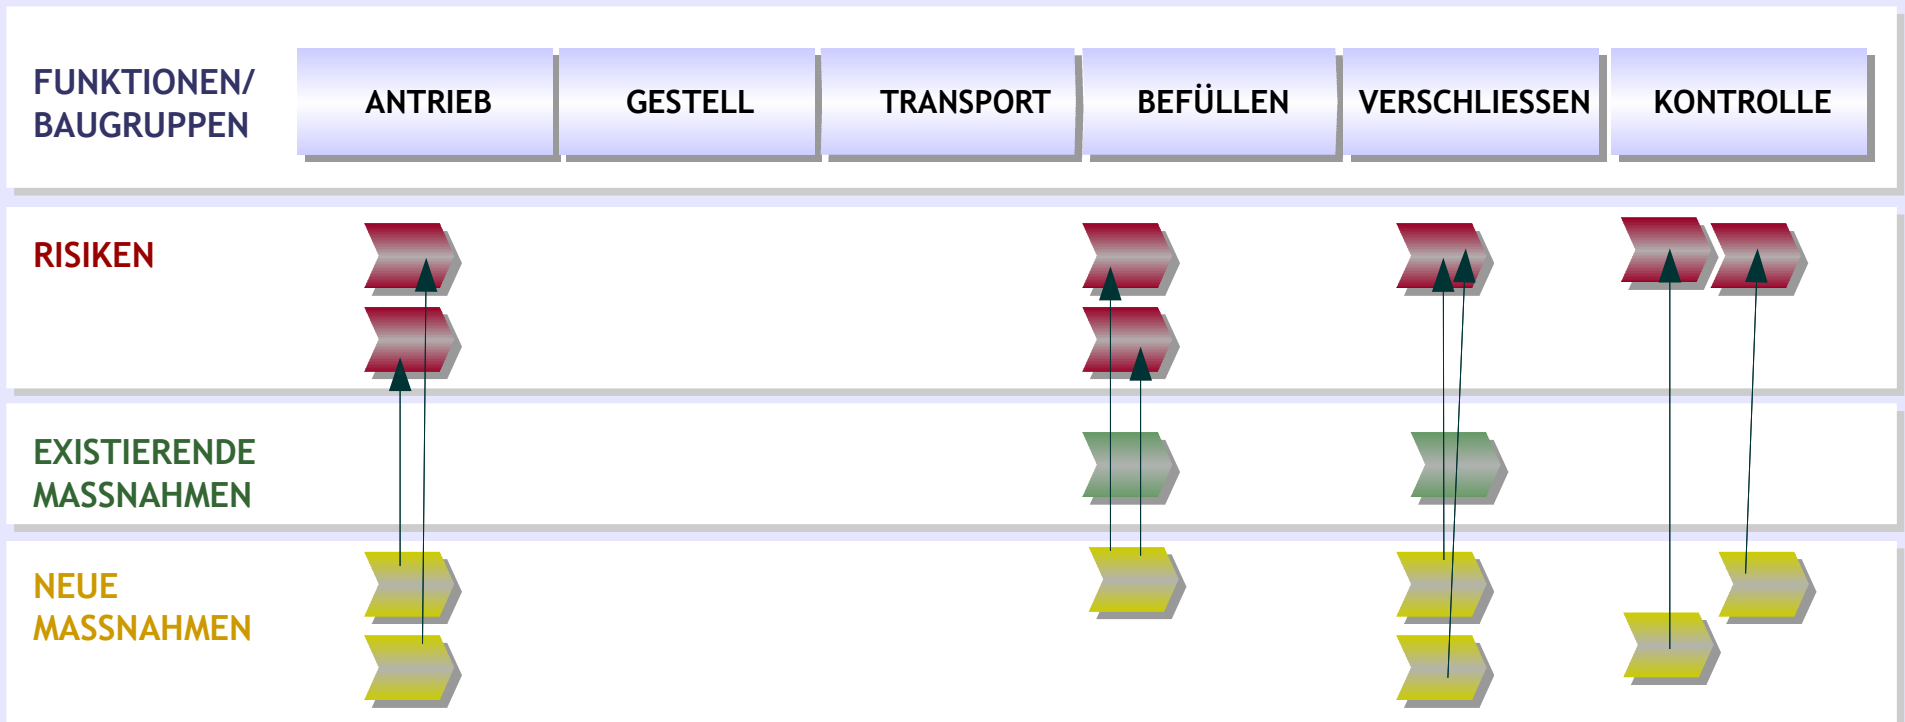 FUNKTIONEN/
BAUGRUPPEN
ANTRIEB
GESTELL
TRANSPORT
BEFÜLLEN
VERSCHLIESSEN
KONTROLLE
RISIKEN
EXISTIERENDE
MASSNAHMEN
NEUE
MASSNAHMEN